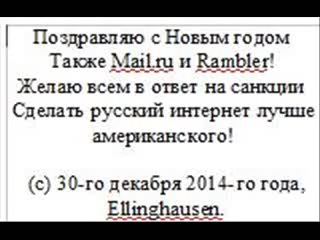 Поздравляю с Новым годом
Также Mail.ru и Rambler!
Желаю всем в ответ на санкции
Сделать русский интернет лучше
американского!
(с) 30-го декабря 2014-го года,
Ellinghausen.